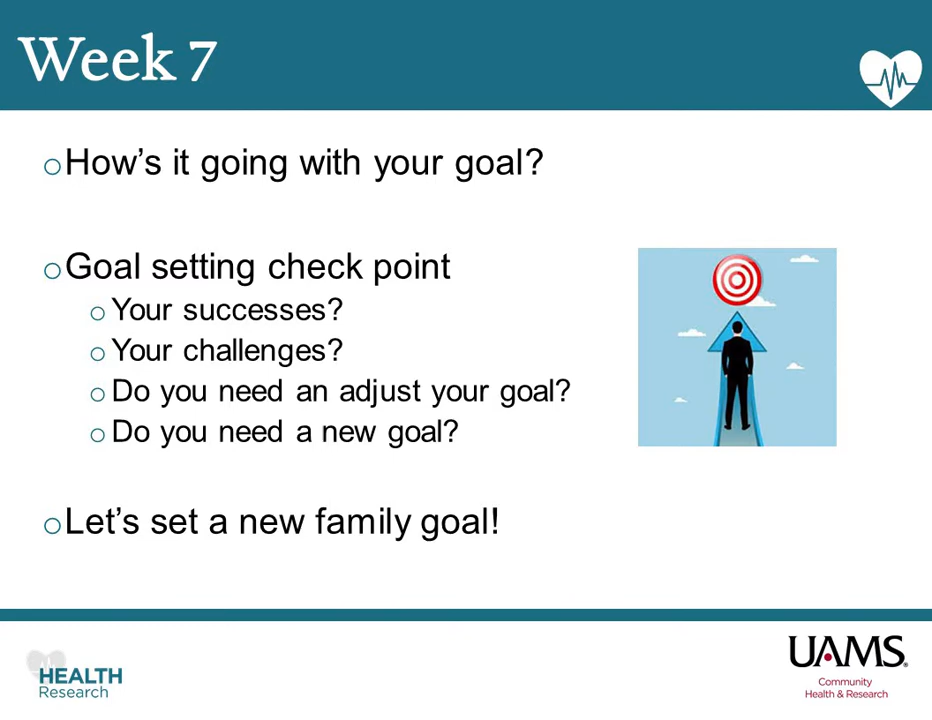 Week 7
How's it going with your goal?
Goal setting check point
Your successes?
Your challenges?
Do you need an adjust your goal?
Do you need a new goal?
Let's set a new family goal!
HEALTH
Research
UAMS®
Community
Health & Research